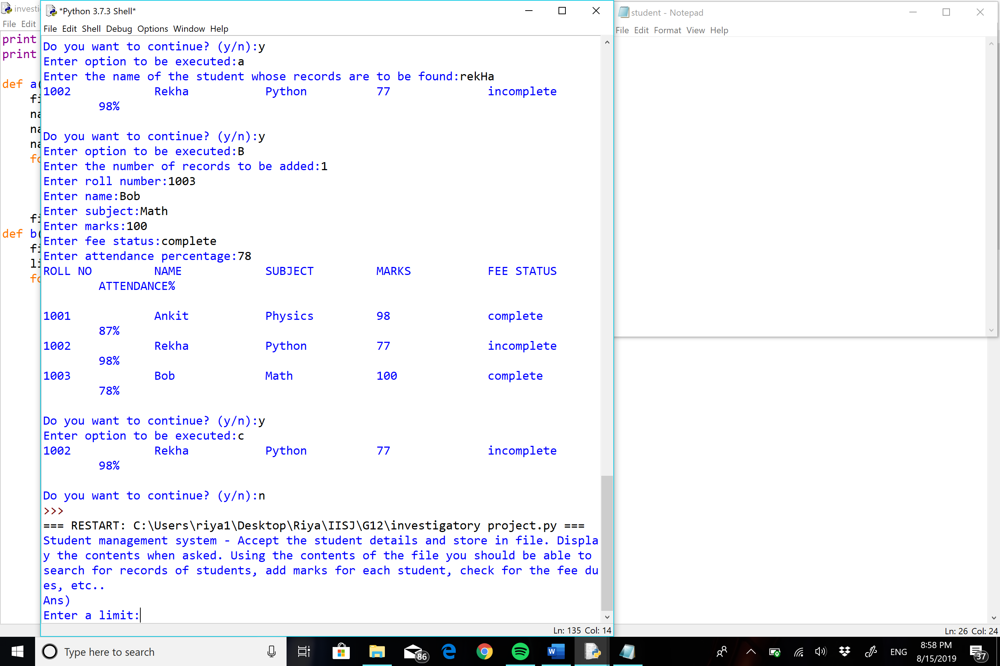 investi
File Edit
print
print
def a(
fi
na
na
na
fo
fi
def b(
fi
li
fo
*Python 3.7.3 Shell*
File Edit Shell Debug Options Window Help
Do you want to continue? (y/n):y
Enter option to be executed:a
Enter the name of the student whose records are to be found:rekHa
1002 Rekha Python 77 incomplete
98%
Do you want to continue? (y/n):y
Enter option to be executed:B
Enter the number of records to be added:1
Enter roll number:1003
Enter name:Bob
Enter subject:Math
Enter marks:100
Enter fee status:complete
Enter attendance percentage:78
ROLL NO NAME SUBJECT MARKS FEE STATUS
ATTENDANCE%
1001 Ankit Physics 98 complete
87%
1002 Rekha Python 77 incomplete
98%
1003 Bob Math 100 complete
78%
Do you want to continue? (y/n):y
Enter option to be executed:c
1002 Rekha Python 77 incomplete
98%
Do you want to continue? (y/n):n
>>>
=== RESTART: C:\Users\riya1\Desktop\Riya\IISJ\G12\investigatory project.py ===
Student management system - Accept the student details and store in file. Displa
y the contents when asked. Using the contents of the file you should be able to
search for records of students, add marks for each student, check for the fee du
es, etc..
Ans)
Enter a limit:
Ln: 135 Col: 14
student - Notepad
File Edit Format View Help
Ln: 26 Col: 24
Type here to search
86
W
ENG
8:58 PM
8/15/2019
37